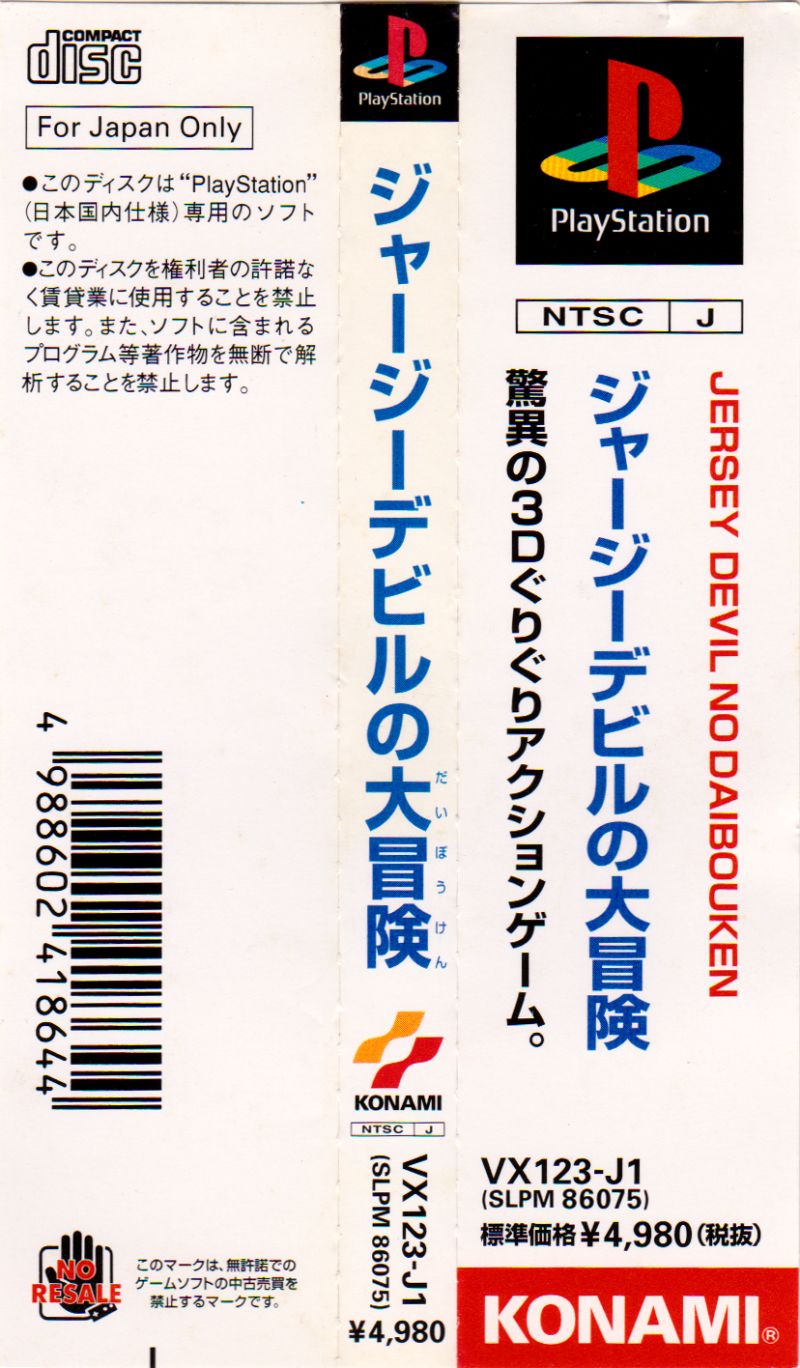 COMPACT
disc
For Japan Only
●このディスクは“PlayStation”
(日本国内仕様)専用のソフト
です。
●このディスクを権利者の許諾な
く賃貸業に使用することを禁止
します。また、ソフトに含まれる
プログラム等著作物を無断で解
析することを禁止します。
4 988602 418644
NO
RESALE
このマークは、無許諾での
ゲームソフトの中古売買を
禁止するマークです。
PlayStation
ジャージーデビルの大冒険
だいぼうけん
KONAMI
NTSC J
VX123-J1
(SLPM 86075)
¥4,980
PlayStation
NTSC J
JERSEY DEVIL NO DAIBOUKEN
ジャージーデビルの大冒険
驚異の3Dぐりぐりアクションゲーム。
VX123-J1
(SLPM 86075)
標準価格¥4,980(税抜)
KONAMI®